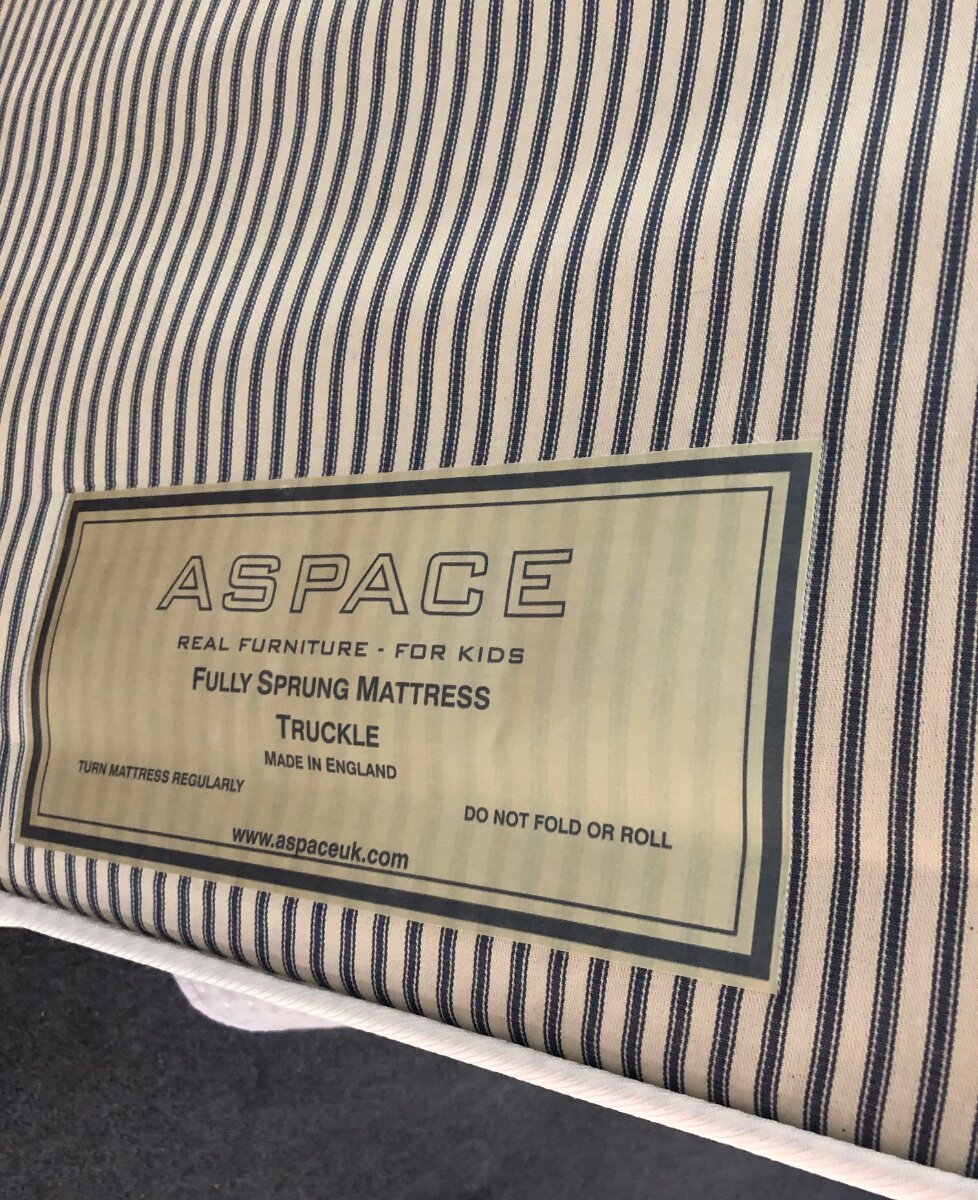 ASPACE
REAL FURNITURE - FOR KIDS
FULLY SPRUNG MATTRESS
TRUCKLE
MADE IN ENGLAND
TURN MATTRESS REGULARLY
DO NOT FOLD OR ROLL
www.aspaceuk.com